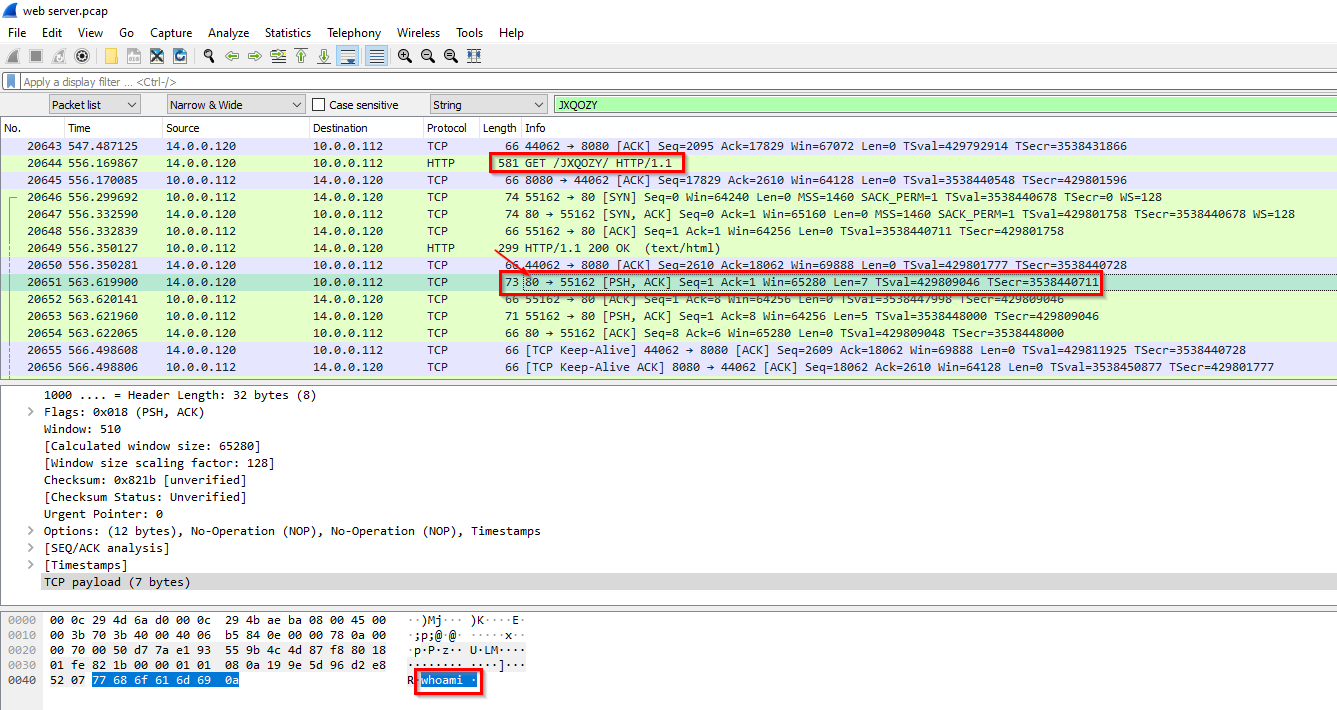 web server.pcap
File Edit View Go Capture Analyze Statistics Telephony Wireless Tools Help
Apply a display filter ... <Ctrl-/>
Packet list Narrow & Wide Case sensitive String JXQOZY
No. Time Source Destination Protocol Length Info
20643 547.487125 14.0.0.120 10.0.0.112 TCP 66 44062 → 8080 [ACK] Seq=2095 Ack=17829 Win=67072 Len=0 TSval=429792914 TSecr=3538431866
20644 556.169867 14.0.0.120 10.0.0.112 HTTP 581 GET /JXQOZY/ HTTP/1.1
20645 556.170085 10.0.0.112 14.0.0.120 TCP 66 8080 → 44062 [ACK] Seq=17829 Ack=2610 Win=64128 Len=0 TSval=3538440548 TSecr=429801596
20646 556.299692 10.0.0.112 14.0.0.120 TCP 74 55162 → 80 [SYN] Seq=0 Win=64240 Len=0 MSS=1460 SACK_PERM=1 TSval=3538440678 TSecr=0 WS=128
20647 556.332590 14.0.0.120 10.0.0.112 TCP 74 80 → 55162 [SYN, ACK] Seq=0 Ack=1 Win=65160 Len=0 MSS=1460 SACK_PERM=1 TSval=429801758 TSecr=3538440678 WS=128
20648 556.332839 10.0.0.112 14.0.0.120 TCP 66 55162 → 80 [ACK] Seq=1 Ack=1 Win=64256 Len=0 TSval=3538440711 TSecr=429801758
20649 556.350127 10.0.0.112 14.0.0.120 HTTP 299 HTTP/1.1 200 OK (text/html)
20650 556.350281 14.0.0.120 10.0.0.112 TCP 66 44062 → 8080 [ACK] Seq=2610 Ack=18062 Win=69888 Len=0 TSval=429801777 TSecr=3538440728
20651 563.619900 14.0.0.120 10.0.0.112 TCP 73 80 → 55162 [PSH, ACK] Seq=1 Ack=1 Win=65280 Len=7 TSval=429809046 TSecr=3538440711
20652 563.620141 10.0.0.112 14.0.0.120 TCP 66 55162 → 80 [ACK] Seq=1 Ack=8 Win=64256 Len=0 TSval=3538447998 TSecr=429809046
20653 563.621960 10.0.0.112 14.0.0.120 TCP 71 55162 → 80 [PSH, ACK] Seq=1 Ack=8 Win=64256 Len=5 TSval=3538448000 TSecr=429809046
20654 563.622065 14.0.0.120 10.0.0.112 TCP 66 80 → 55162 [ACK] Seq=8 Ack=6 Win=65280 Len=0 TSval=429809048 TSecr=3538448000
20655 566.498608 14.0.0.120 10.0.0.112 TCP 66 [TCP Keep-Alive] 44062 → 8080 [ACK] Seq=2609 Ack=18062 Win=69888 Len=0 TSval=429811925 TSecr=3538440728
20656 566.498806 10.0.0.112 14.0.0.120 TCP 66 [TCP Keep-Alive ACK] 8080 → 44062 [ACK] Seq=18062 Ack=2610 Win=64128 Len=0 TSval=3538450877 TSecr=429801777
1000 .... = Header Length: 32 bytes (8)
Flags: 0x018 (PSH, ACK)
Window: 510
[Calculated window size: 65280]
[Window size scaling factor: 128]
Checksum: 0x821b [unverified]
[Checksum Status: Unverified]
Urgent Pointer: 0
Options: (12 bytes), No-Operation (NOP), No-Operation (NOP), Timestamps
[SEQ/ACK analysis]
[Timestamps]
TCP payload (7 bytes)
0000 00 0c 29 4d 6a d0 00 0c 29 4b ae ba 08 00 45 00 ··)Mj··· )K····E·
0010 00 3b 70 3b 40 00 40 06 b5 84 0e 00 00 78 0a 00 ·;p;@·@· ·····x··
0020 00 70 00 50 d7 7a e1 93 55 9b 4c 4d 87 f8 80 18 ·p·P·z·· U·LM····
0030 01 fe 82 1b 00 00 01 01 08 0a 19 9e 5d 96 d2 e8 ········ ····]···
0040 52 07 77 68 6f 61 6d 69 0a R·whoami ·